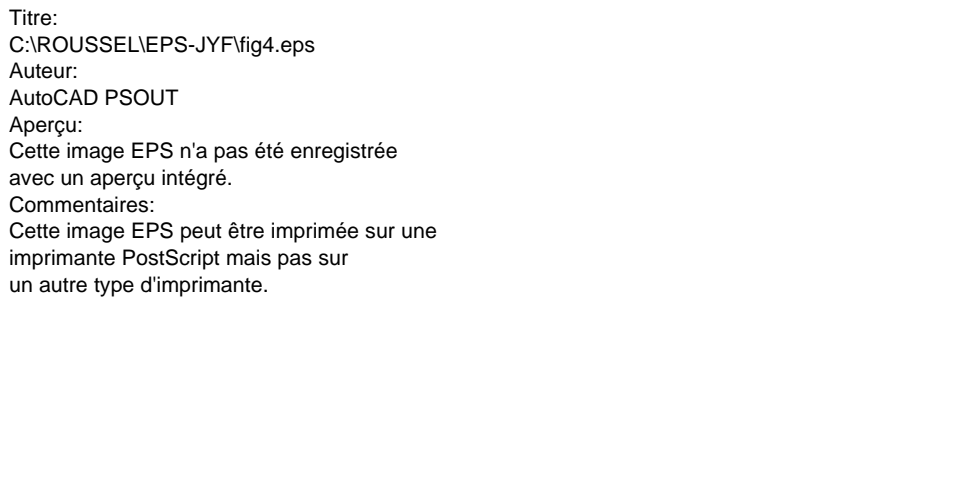 Titre:
C:\ROUSSEL\EPS-JYF\fig4.eps
Auteur:
AutoCAD PSOUT
Aperçu:
Cette image EPS n'a pas été enregistrée
avec un aperçu intégré.
Commentaires:
Cette image EPS peut être imprimée sur une
imprimante PostScript mais pas sur
un autre type d'imprimante.